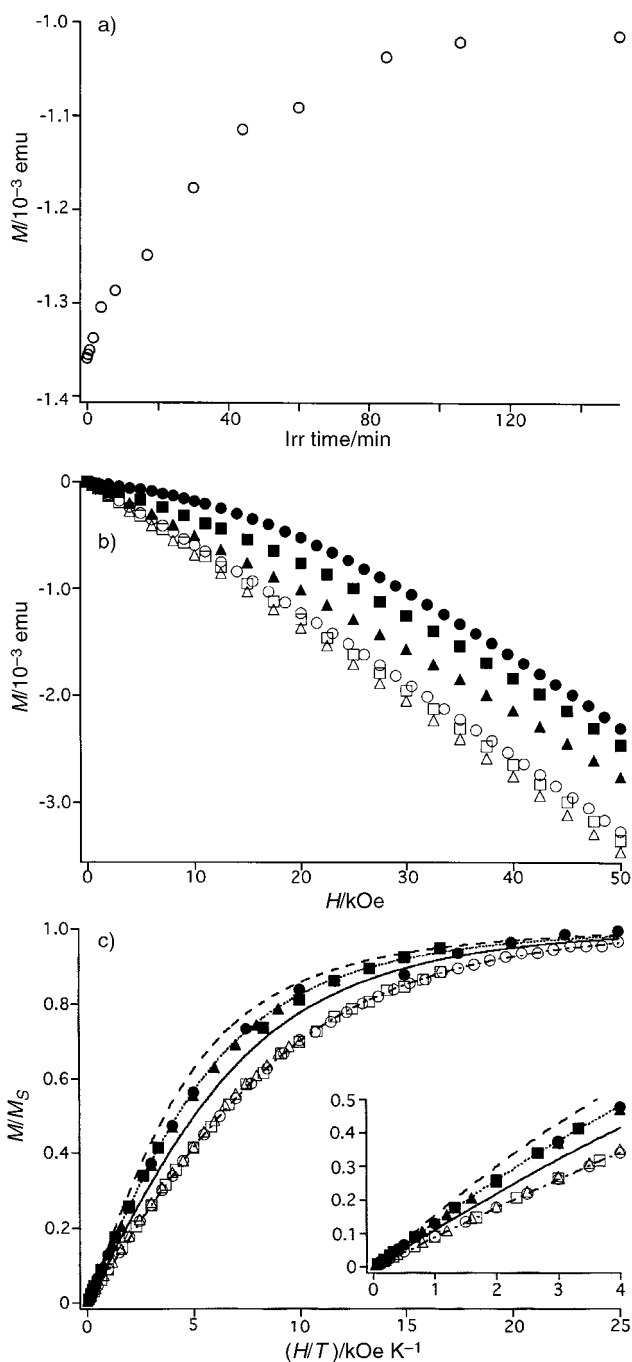 a)
-1.0
-1.1
-1.2
-1.3
-1.4
M/10⁻³ emu
0 40 80 120
Irr time/min
b)
0
-1.0
-2.0
-3.0
M/10⁻³ emu
0 10 20 30 40 50
H/kOe
c)
1.0
0.8
0.6
0.4
0.2
0
M/M_S
0.5
0.4
0.3
0.2
0.1
0
0 1 2 3 4
0 5 10 15 20 25
(H/T)/kOe K⁻¹